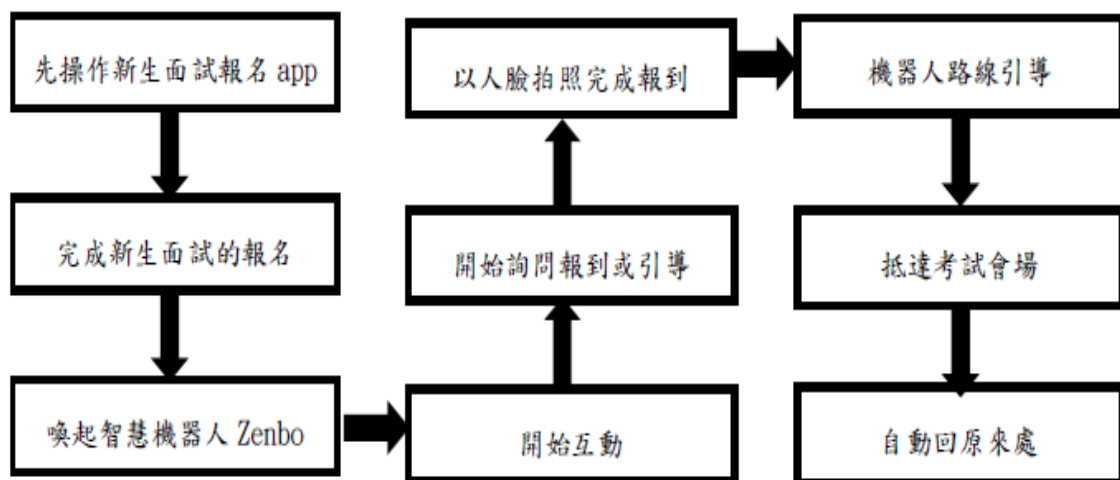 先操作新生面試報名 app
完成新生面試的報名
喚起智慧機器人 Zenbo
開始互動
開始詢問報到或引導
以人臉拍照完成報到
機器人路線引導
抵達考試會場
自動回原來處